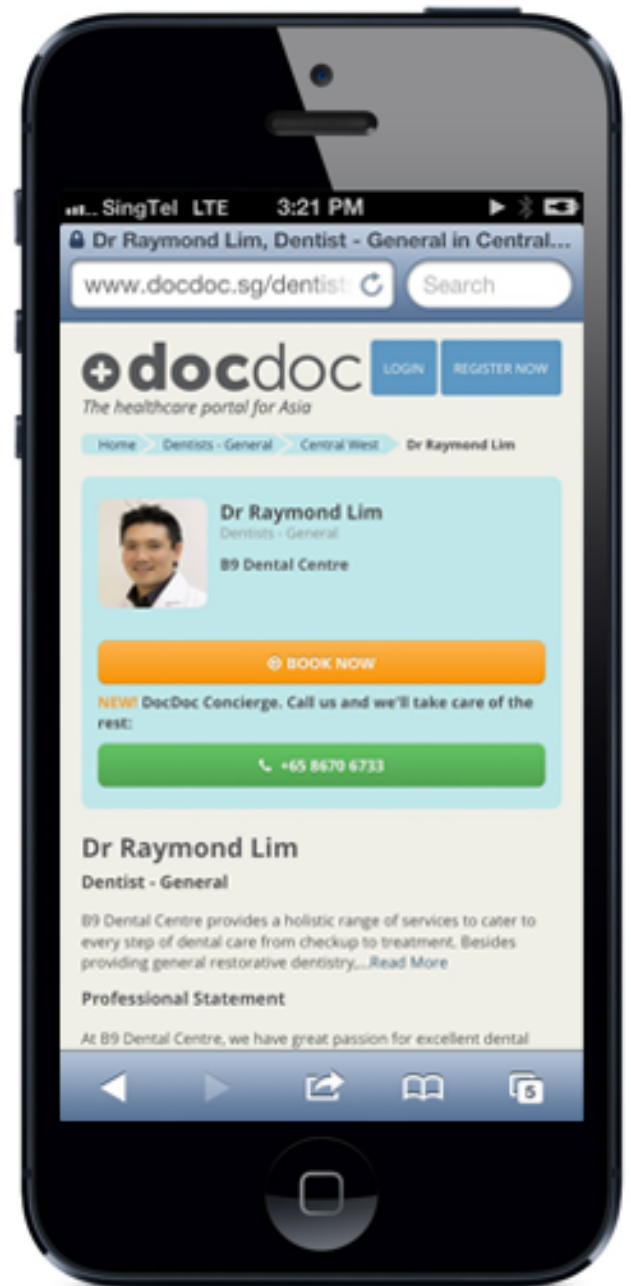 SingTel LTE 3:21 PM
Dr Raymond Lim, Dentist - General in Central...
www.docdoc.sg/dentist Search
docdoc LOGIN REGISTER NOW
The healthcare portal for Asia
Home Dentists - General Central West Dr Raymond Lim
Dr Raymond Lim
Dentists - General
B9 Dental Centre
BOOK NOW
NEW! DocDoc Concierge. Call us and we'll take care of the
rest:
+65 8670 6733
Dr Raymond Lim
Dentist - General
B9 Dental Centre provides a holistic range of services to cater to
every step of dental care from checkup to treatment. Besides
providing general restorative dentistry,...Read More
Professional Statement
At B9 Dental Centre, we have great passion for excellent dental
5